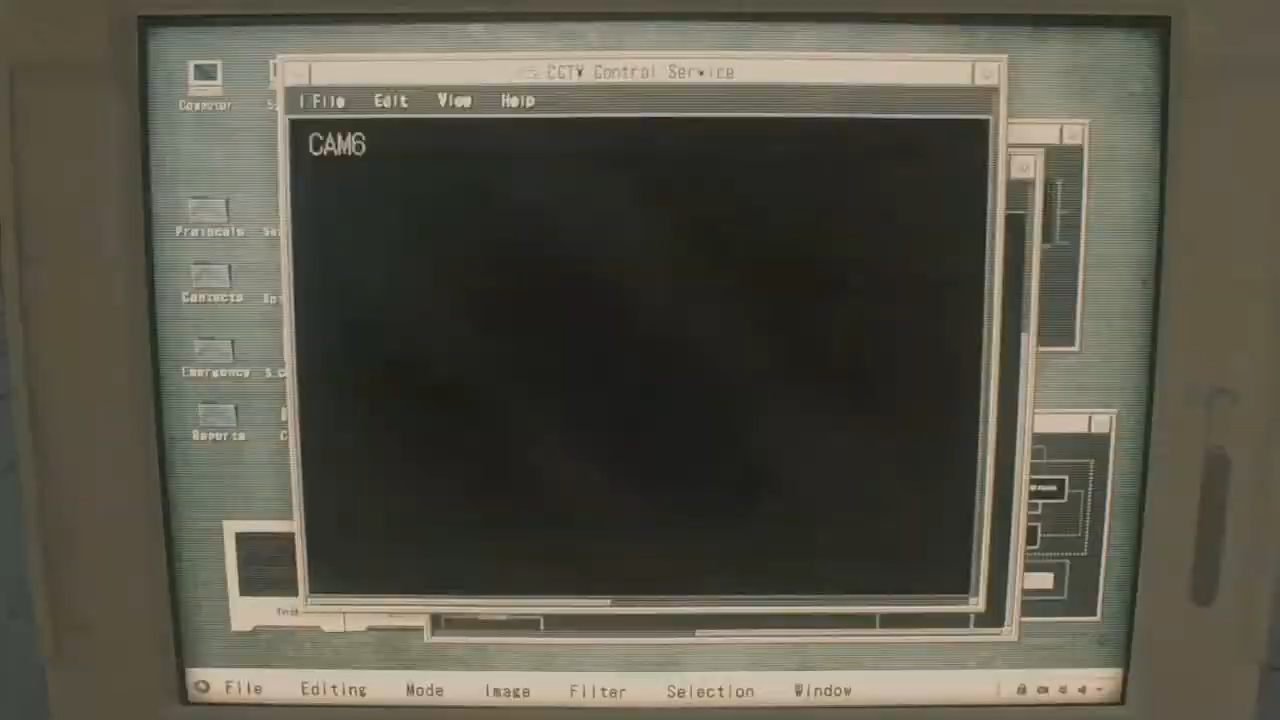 CCTV Control Service
File Edit View Help
CAM6
Computer
Protocols
Contacts
Emergency
Reports
File Editing Mode Image Filter Selection Window